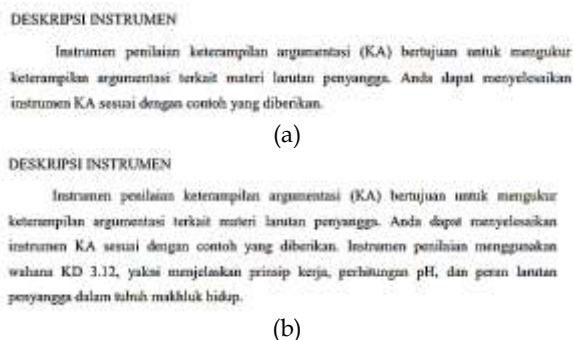 DESKRIPSI INSTRUMEN
Instrumen penilaian keterampilan argumentasi (KA) bertujuan untuk mengukur
keterampilan argumentasi terkait materi larutan penyangga. Anda dapat menyelesaikan
instrumen KA sesuai dengan contoh yang diberikan.
(a)
DESKRIPSI INSTRUMEN
Instrumen penilaian keterampilan argumentasi (KA) bertujuan untuk mengukur
keterampilan argumentasi terkait materi larutan penyangga. Anda dapat menyelesaikan
instrumen KA sesuai dengan contoh yang diberikan. Instrumen penilaian menggunakan
wahana KD 3.12, yakni menjelaskan prinsip kerja, perhitungan pH, dan peran larutan
penyangga dalam tubuh makhluk hidup.
(b)